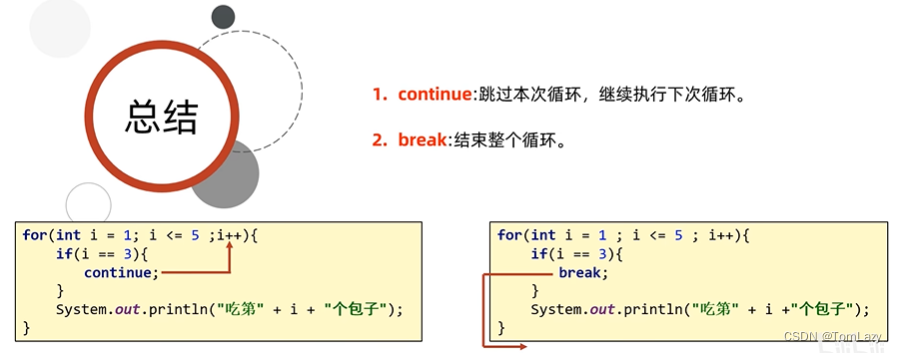 总结
1. continue:跳过本次循环，继续执行下次循环。
2. break:结束整个循环。
for(int i = 1; i <= 5 ;i++){
if(i == 3){
continue;
}
System.out.println("吃第" + i + "个包子");
}
for(int i = 1 ; i <= 5 ; i++){
if(i == 3){
break;
}
System.out.println("吃第" + i +"个包子");
}
CSDN @TomLazy